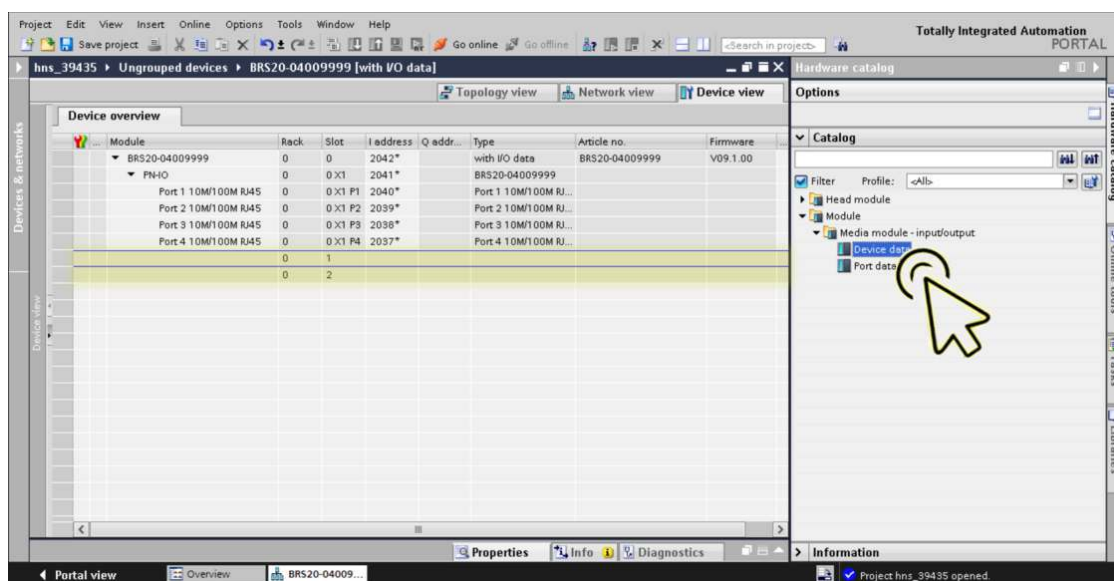 Project Edit View Insert Online Options Tools Window Help
Totally Integrated Automation
PORTAL
Save project Go online Go offline <Search in project>
hns_39435 ▸ Ungrouped devices ▸ BRS20-04009999 [with I/O data]
Hardware catalog
Topology view Network view Device view
Options
Device overview
Module Rack Slot I address Q addr... Type Article no. Firmware
Catalog
BRS20-04009999 0 0 2042* with I/O data BRS20-04009999 V09.1.00
PN-IO 0 0 X1 2041* BRS20-04009999
Port 1 10M/100M RJ45 0 0 X1 P1 2040* Port 1 10M/100M RJ...
Port 2 10M/100M RJ45 0 0 X1 P2 2039* Port 2 10M/100M RJ...
Port 3 10M/100M RJ45 0 0 X1 P3 2038* Port 3 10M/100M RJ...
Port 4 10M/100M RJ45 0 0 X1 P4 2037* Port 4 10M/100M RJ...
0 1
0 2
Filter Profile: <All>
Head module
Module
Media module - input/output
Device data
Port data
Devices & networks
Device view
Hardware catalog
Online tools
Tasks
Libraries
Properties Info Diagnostics
Information
Portal view Overview BRS20-04009...
Project hns_39435 opened.